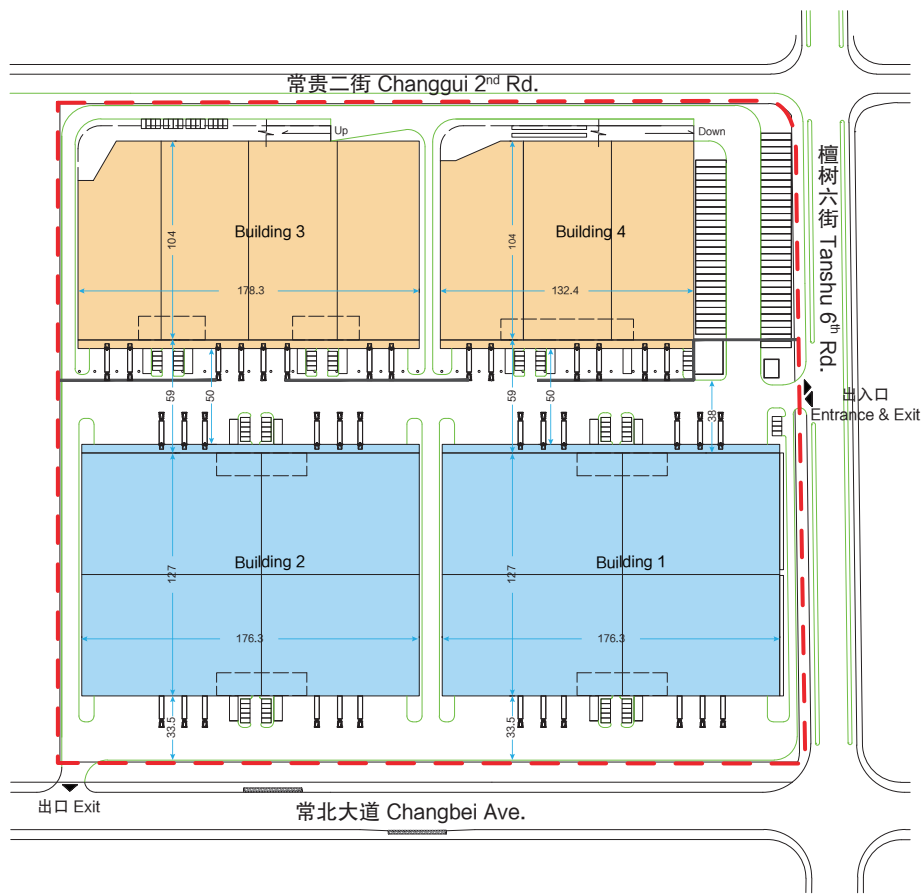 常贵二街 Changgui 2nd Rd.
Up
Down
檀树六街 Tanshu 6th Rd.
Building 3
Building 4
104
104
178.3
132.4
59
50
59
50
38
出入口
Entrance & Exit
Building 2
Building 1
127
127
176.3
176.3
33.5
33.5
出口 Exit
常北大道 Changbei Ave.